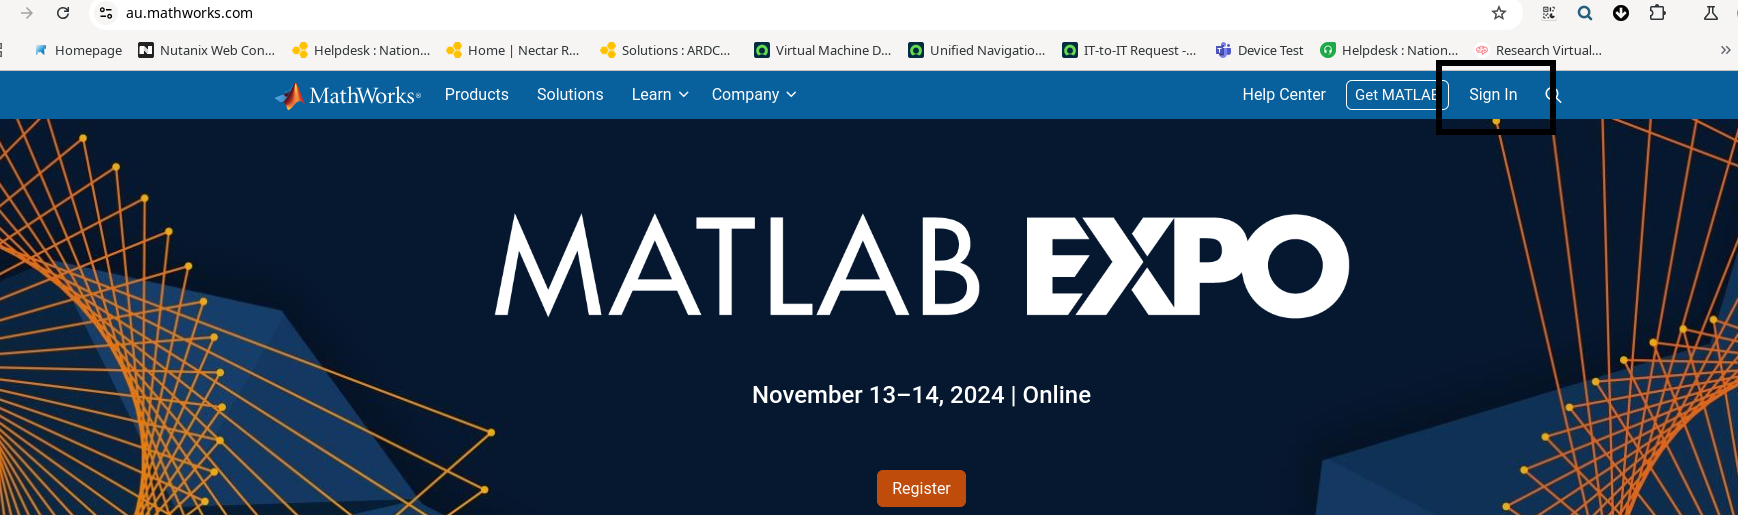 au.mathworks.com
Homepage Nutanix Web Con... Helpdesk : Nation... Home | Nectar R... Solutions : ARDC... Virtual Machine D... Unified Navigatio... IT-to-IT Request -... Device Test Helpdesk : Nation... Research Virtual...
MathWorks® Products Solutions Learn Company Help Center Get MATLAB Sign In
MATLAB EXPO
November 13–14, 2024 | Online
Register